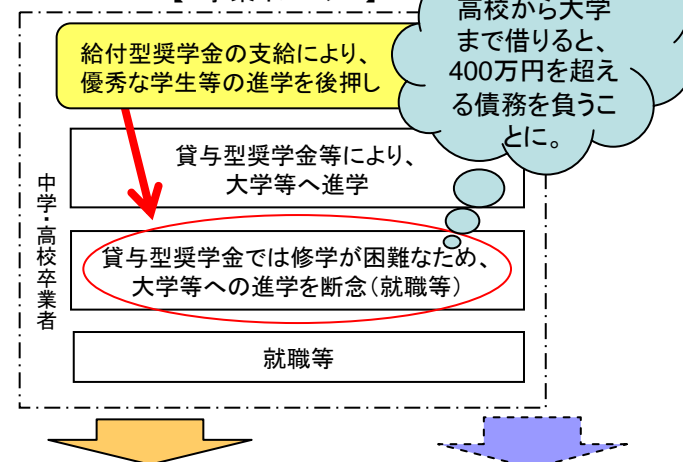 高校から大学
まで借りると、
400万円を超え
る債務を負うこ
とに。
給付型奨学金の支給により、
優秀な学生等の進学を後押し
中学・高校卒業者
貸与型奨学金等により、
大学等へ進学
貸与型奨学金では修学が困難なため、
大学等への進学を断念(就職等)
就職等